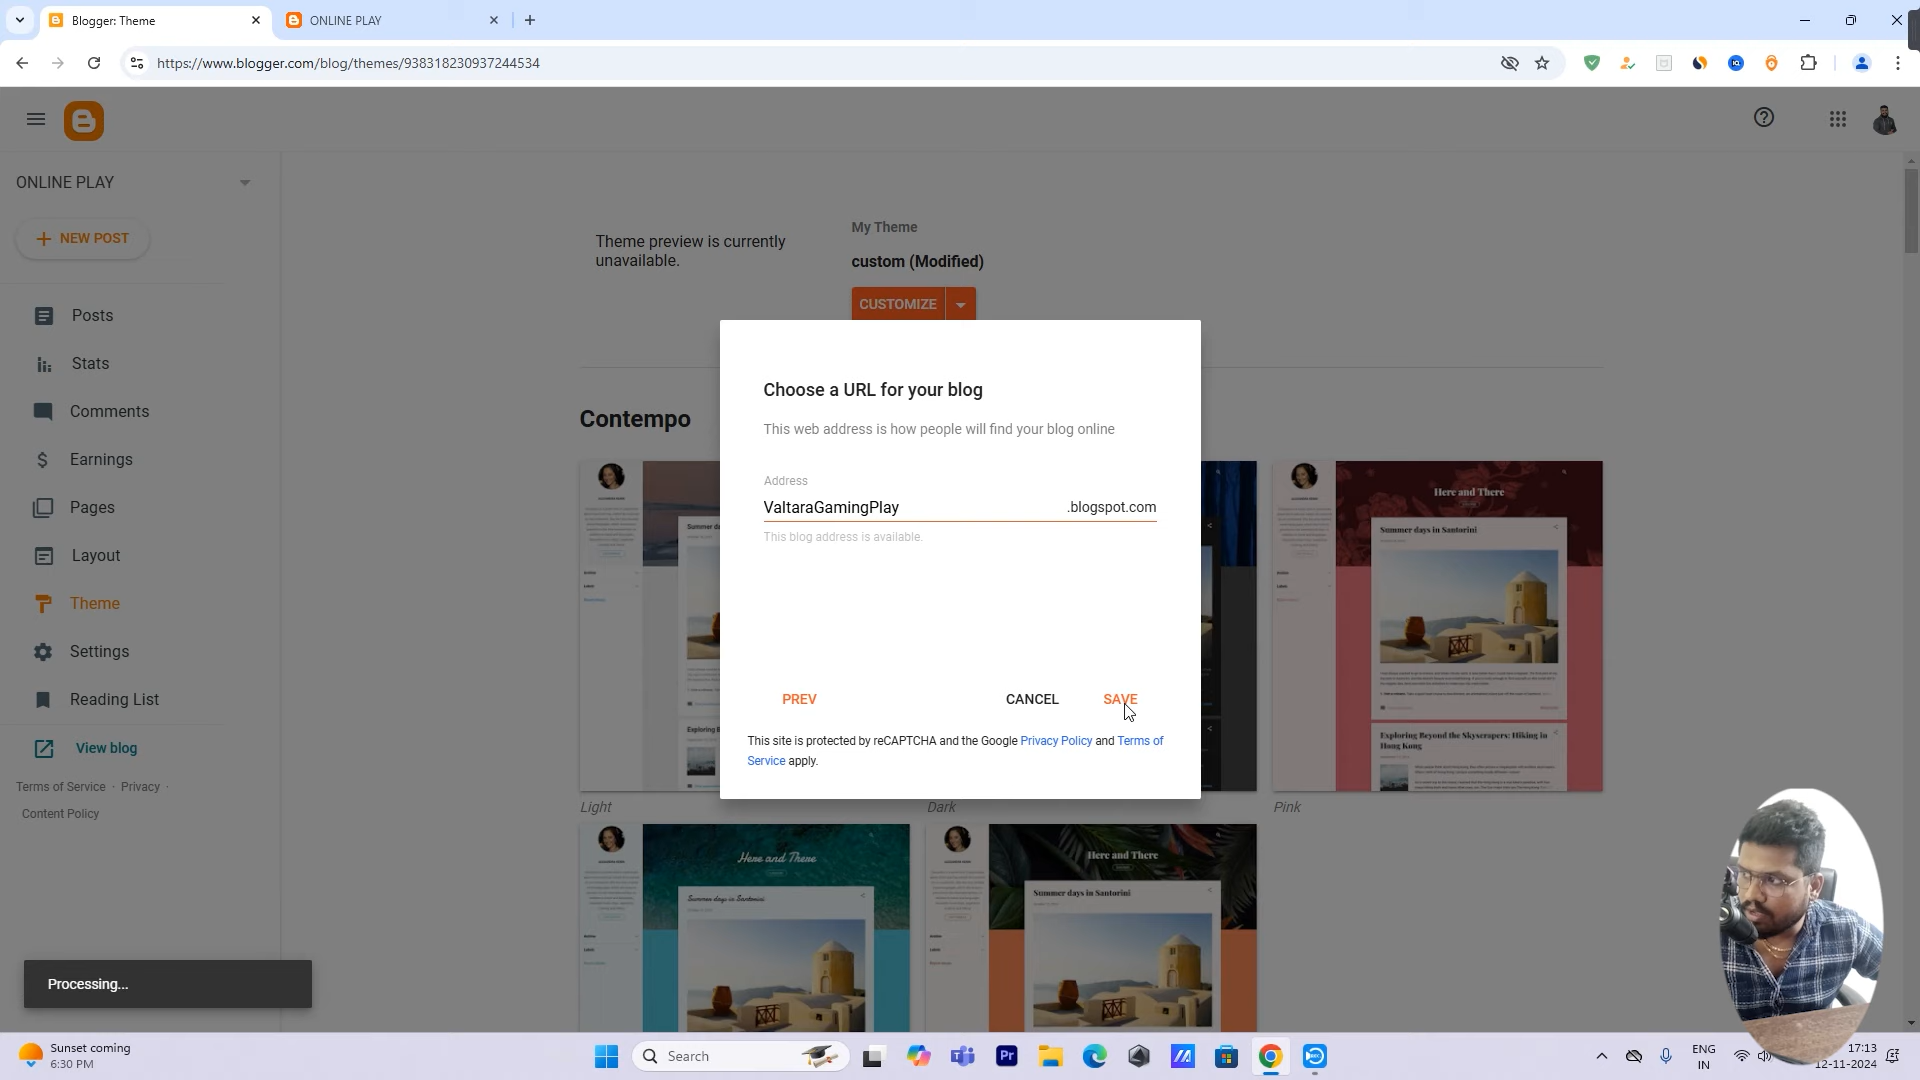 Blogger: Theme
ONLINE PLAY
https://www.blogger.com/blog/themes/938318230937244534
ONLINE PLAY
NEW POST
Posts
Stats
Comments
Earnings
Pages
Layout
Theme
Settings
Reading List
View blog
Terms of Service · Privacy ·
Content Policy
Theme preview is currently
unavailable.
My Theme
custom (Modified)
CUSTOMIZE
Contempo
Choose a URL for your blog
This web address is how people will find your blog online
Address
ValtaraGamingPlay .blogspot.com
This blog address is available.
PREV CANCEL SAVE
This site is protected by reCAPTCHA and the Google Privacy Policy and Terms of
Service apply.
Here and There
Summer days in Santorini
Exploring Beyond the Skyscrapers: Hiking in
Hong Kong
Light
Dark
Pink
Here and There
Summer days in Santorini
Here and There
Summer days in Santorini
Processing...
Sunset coming
6:30 PM
Search
Pr
ENG
IN
17:13
12-11-2024